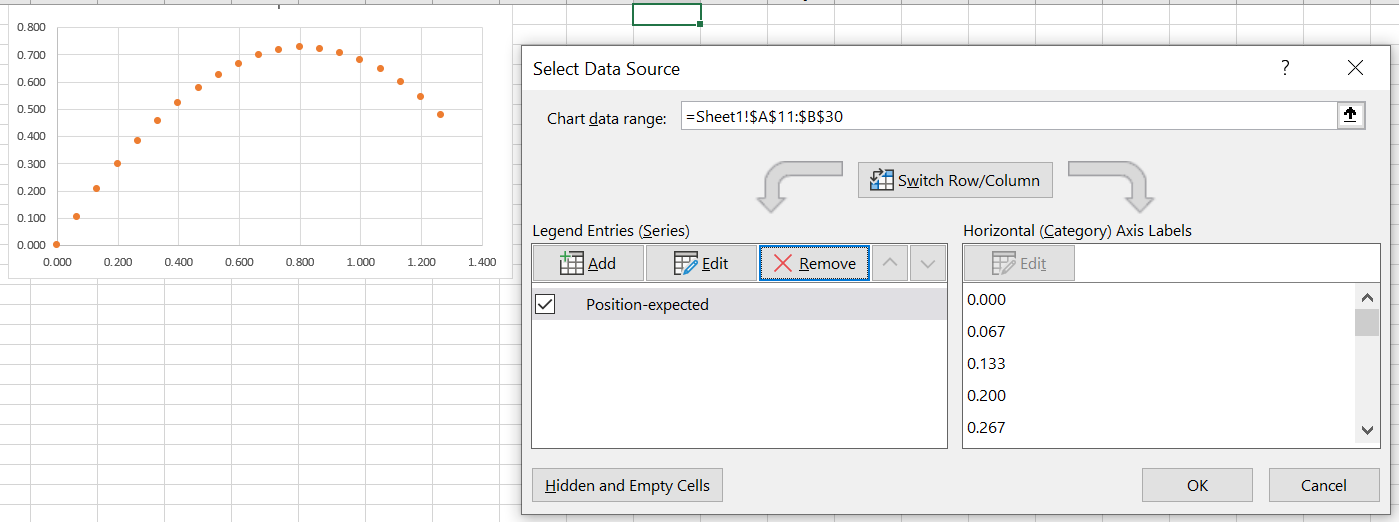 0.800
0.700
0.600
0.500
0.400
0.300
0.200
0.100
0.000
0.000 0.200 0.400 0.600 0.800 1.000 1.200 1.400
Select Data Source ?
Chart data range: =Sheet1!$A$11:$B$30
Switch Row/Column
Legend Entries (Series) Horizontal (Category) Axis Labels
Add Edit Remove Edit
Position-expected
0.000
0.067
0.133
0.200
0.267
Hidden and Empty Cells OK Cancel